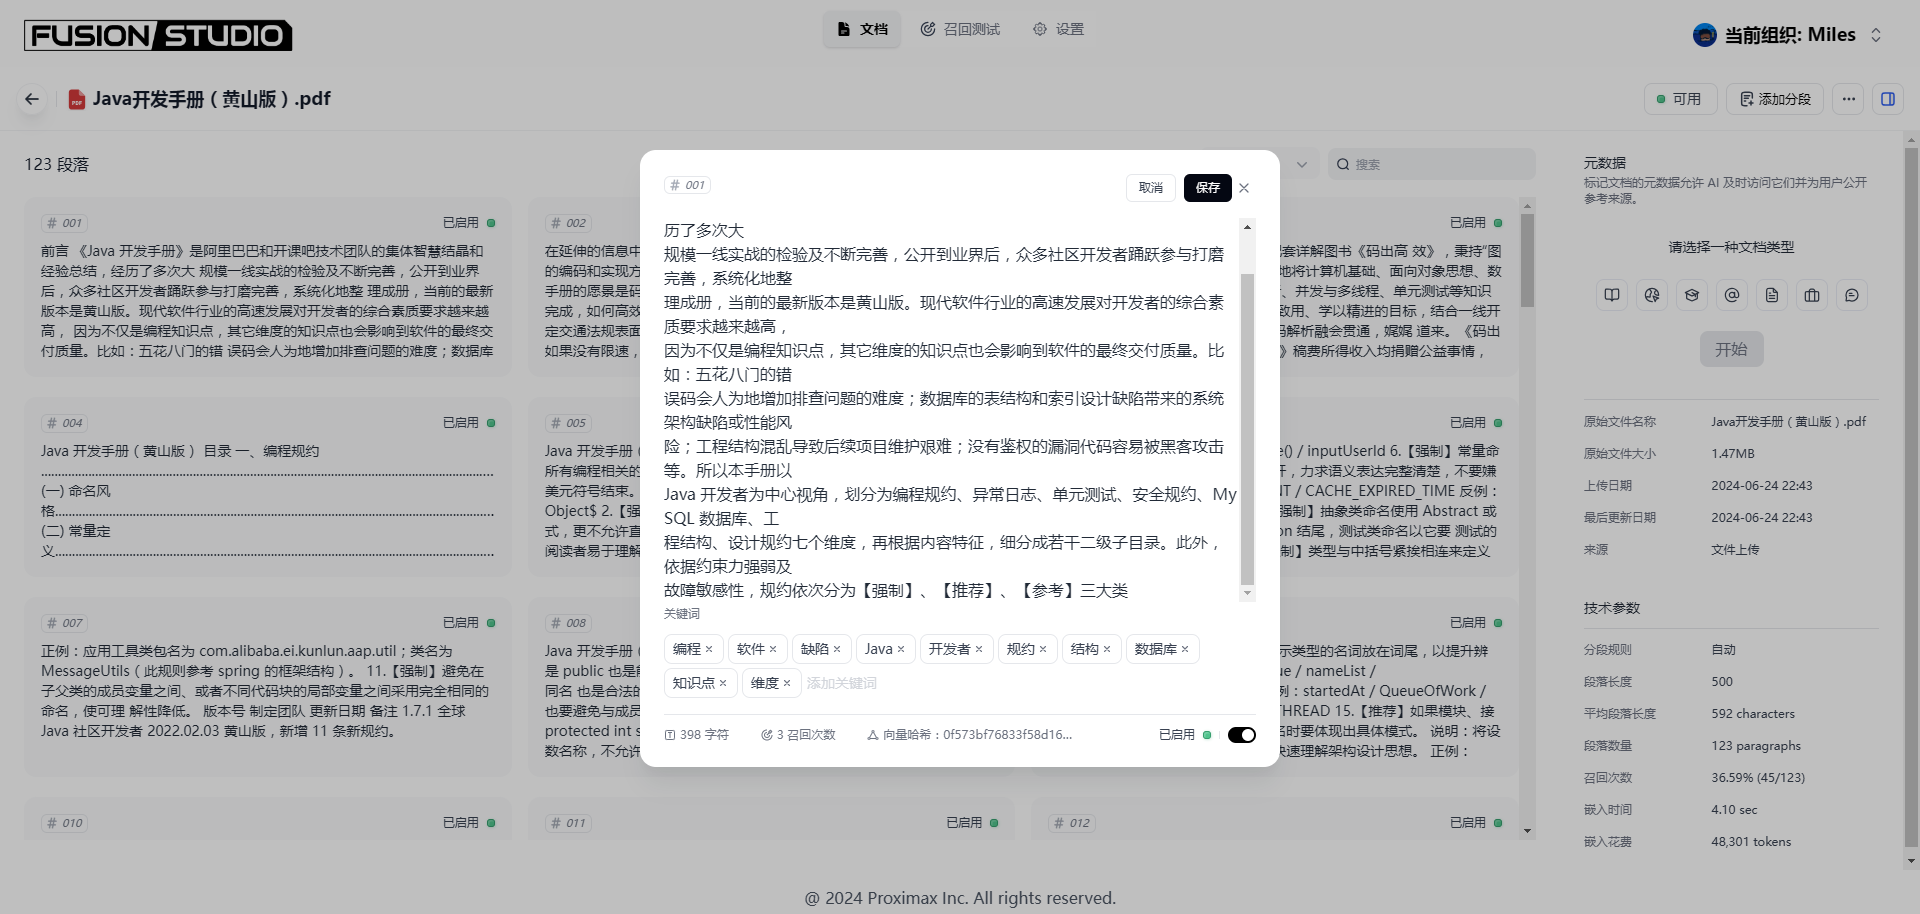 FUSION STUDIO
文档
召回测试
设置
当前组织: Miles
Java开发手册（黄山版）.pdf
可用
添加分段
123 段落
搜索
# 001
已启用
前言 《Java 开发手册》是阿里巴巴和开课吧技术团队的集体智慧结晶和
经验总结，经历了多次大 规模一线实战的检验及不断完善，公开到业界
后，众多社区开发者踊跃参与打磨完善，系统化地整 理成册，当前的最新
版本是黄山版。现代软件行业的高速发展对开发者的综合素质要求越来越
高， 因为不仅是编程知识点，其它维度的知识点也会影响到软件的最终交
付质量。比如：五花八门的错 误码会人为地增加排查问题的难度；数据库
# 002
在延伸的信息中
的编码和实现方
手册的愿景是码
完成，如何高效
定交通法规表面
如果没有限速，
已启用
配套详解图书《码出高 效》，秉持“图
地将计算机基础、面向对象思想、数
、并发与多线程、单元测试等知识
致用、学以精进的目标，结合一线开
码解析融会贯通，娓娓 道来。《码出
》稿费所得收入均捐赠公益事情，
# 004
已启用
Java 开发手册（黄山版） 目录 一、编程规约
(一) 命名风
格
(二) 常量定
义
# 005
Java 开发手册（
所有编程相关的
美元符号结束。
Object$ 2.【强
式，更不允许直
阅读者易于理解
已启用
e() / inputUserId 6.【强制】常量命
开，力求语义表达完整清楚，不要嫌
NT / CACHE_EXPIRED_TIME 反例：
强制】抽象类命名使用 Abstract 或
on 结尾，测试类命名以它要 测试的
制】类型与中括号紧挨相连来定义
# 007
已启用
正例：应用工具类包名为 com.alibaba.ei.kunlun.aap.util；类名为
MessageUtils（此规则参考 spring 的框架结构）。 11.【强制】避免在
子父类的成员变量之间、或者不同代码块的局部变量之间采用完全相同的
命名，使可理 解性降低。 版本号 制定团队 更新日期 备注 1.7.1 全球
Java 社区开发者 2022.02.03 黄山版，新增 11 条新规约。
# 008
Java 开发手册（
是 public 也是能
同名 也是合法的
也要避免与成员
protected int s
数名称，不允许
已启用
示类型的名词放在词尾，以提升辨
ue / nameList /
例：startedAt / QueueOfWork /
THREAD 15.【推荐】如果模块、接
名时要体现出具体模式。 说明：将设
快速理解架构设计思想。 正例：
# 010
已启用
# 011
已启用
# 012
已启用
# 001
取消
保存
历了多次大
规模一线实战的检验及不断完善，公开到业界后，众多社区开发者踊跃参与打磨
完善，系统化地整
理成册，当前的最新版本是黄山版。现代软件行业的高速发展对开发者的综合素
质要求越来越高，
因为不仅是编程知识点，其它维度的知识点也会影响到软件的最终交付质量。比
如：五花八门的错
误码会人为地增加排查问题的难度；数据库的表结构和索引设计缺陷带来的系统
架构缺陷或性能风
险；工程结构混乱导致后续项目维护艰难；没有鉴权的漏洞代码容易被黑客攻击
等。所以本手册以
Java 开发者为中心视角，划分为编程规约、异常日志、单元测试、安全规约、My
SQL 数据库、工
程结构、设计规约七个维度，再根据内容特征，细分成若干二级子目录。此外，
依据约束力强弱及
故障敏感性，规约依次分为【强制】、【推荐】、【参考】三大类
关键词
编程 × 软件 × 缺陷 × Java × 开发者 × 规约 × 结构 × 数据库 ×
知识点 × 维度 × 添加关键词
398 字符
3 召回次数
向量哈希：0f573bf76833f58d16...
已启用
元数据
标记文档的元数据允许 AI 及时访问它们并为用户公开
参考来源。
请选择一种文档类型
开始
原始文件名称 Java开发手册（黄山版）.pdf
原始文件大小 1.47MB
上传日期 2024-06-24 22:43
最后更新日期 2024-06-24 22:43
来源 文件上传
技术参数
分段规则 自动
段落长度 500
平均段落长度 592 characters
段落数量 123 paragraphs
召回次数 36.59% (45/123)
嵌入时间 4.10 sec
嵌入花费 48,301 tokens
@ 2024 Proximax Inc. All rights reserved.